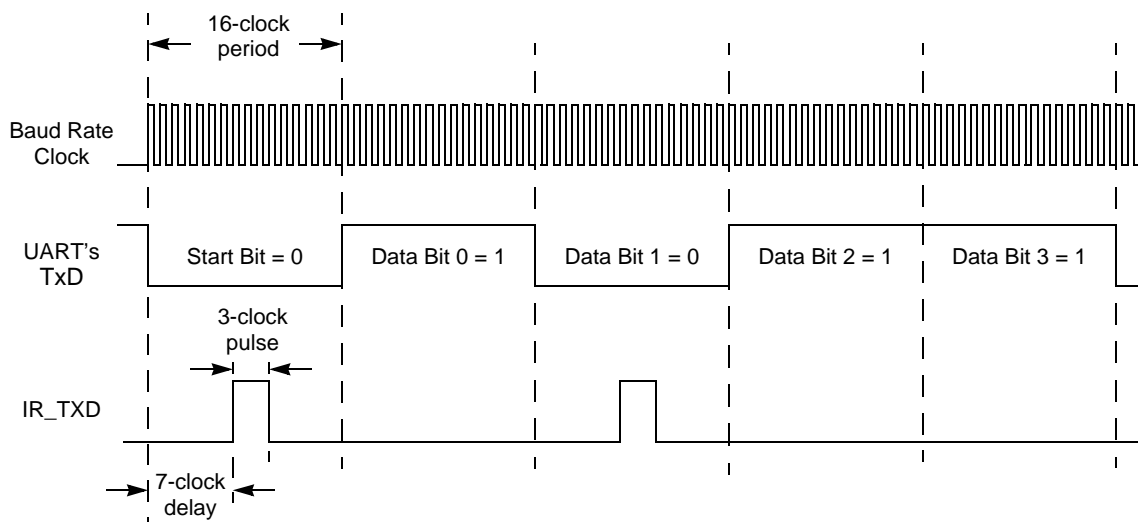 16-clock
period
Baud Rate
Clock
UART's
TxD
Start Bit = 0
Data Bit 0 = 1
Data Bit 1 = 0
Data Bit 2 = 1
Data Bit 3 = 1
3-clock
pulse
IR_TXD
7-clock
delay